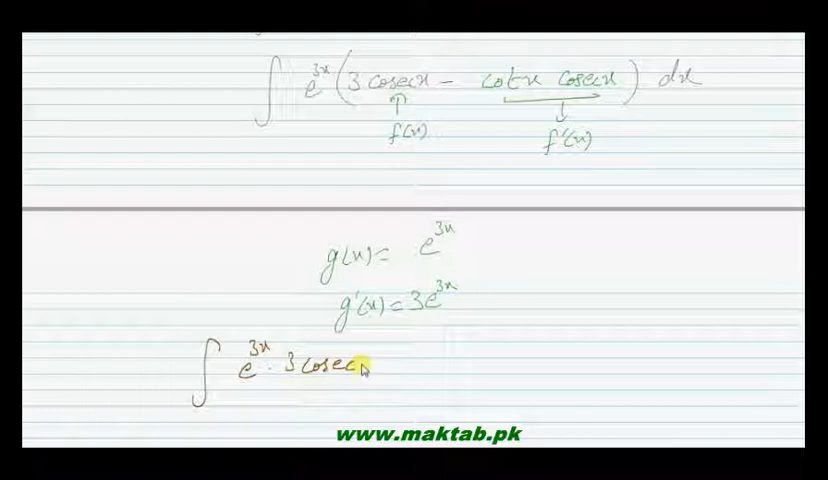 ∫ e^{3x} (3 cosecx - cotx cosecx) dx
↑ ↓
f(x) f'(x)
g(x) = e^{3x}
g'(x) = 3e^{3x}
∫ e^{3x} . 3 cosec
www.maktab.pk